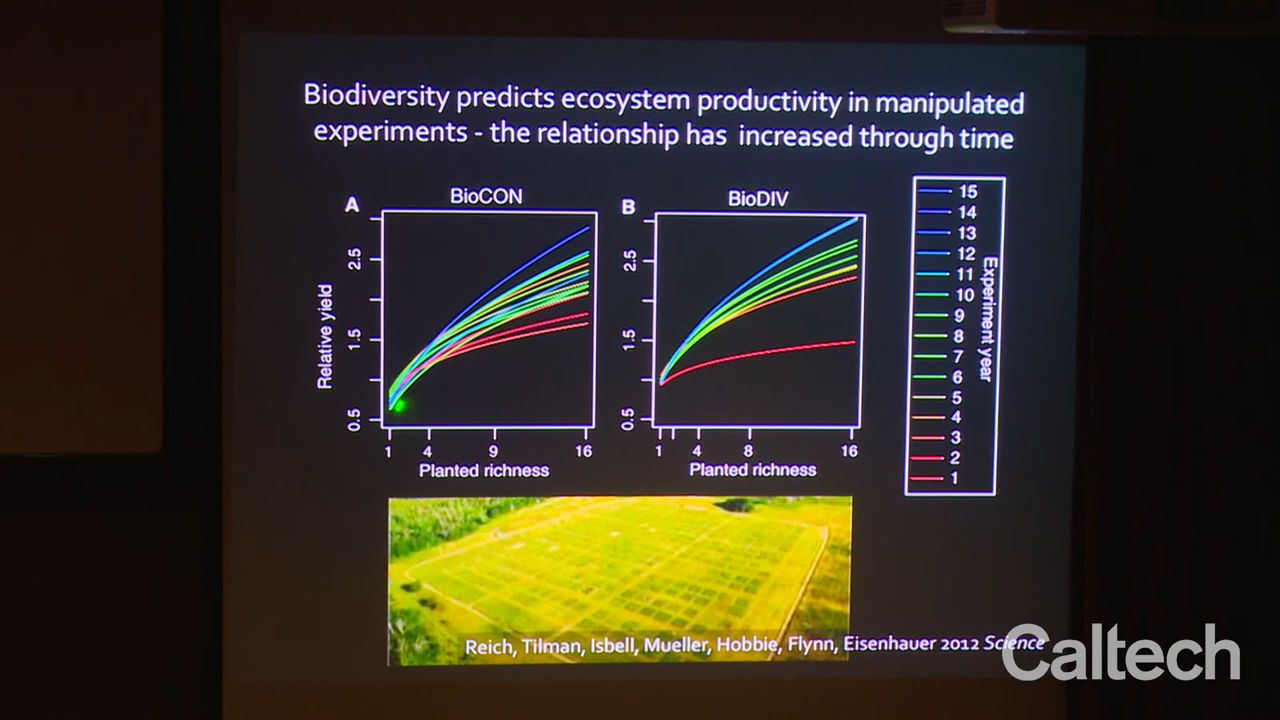 Biodiversity predicts ecosystem productivity in manipulated
experiments - the relationship has increased through time
A
BioCON
Relative yield
2.5
1.5
0.5
1 4 9 16
Planted richness
B
BioDIV
2.5
1.5
0.5
1 4 8 16
Planted richness
15
14
13
12
11
10
9
8
7
6
5
4
3
2
1
Experiment year
Reich, Tilman, Isbell, Mueller, Hobbie, Flynn, Eisenhauer 2012 Science
Caltech